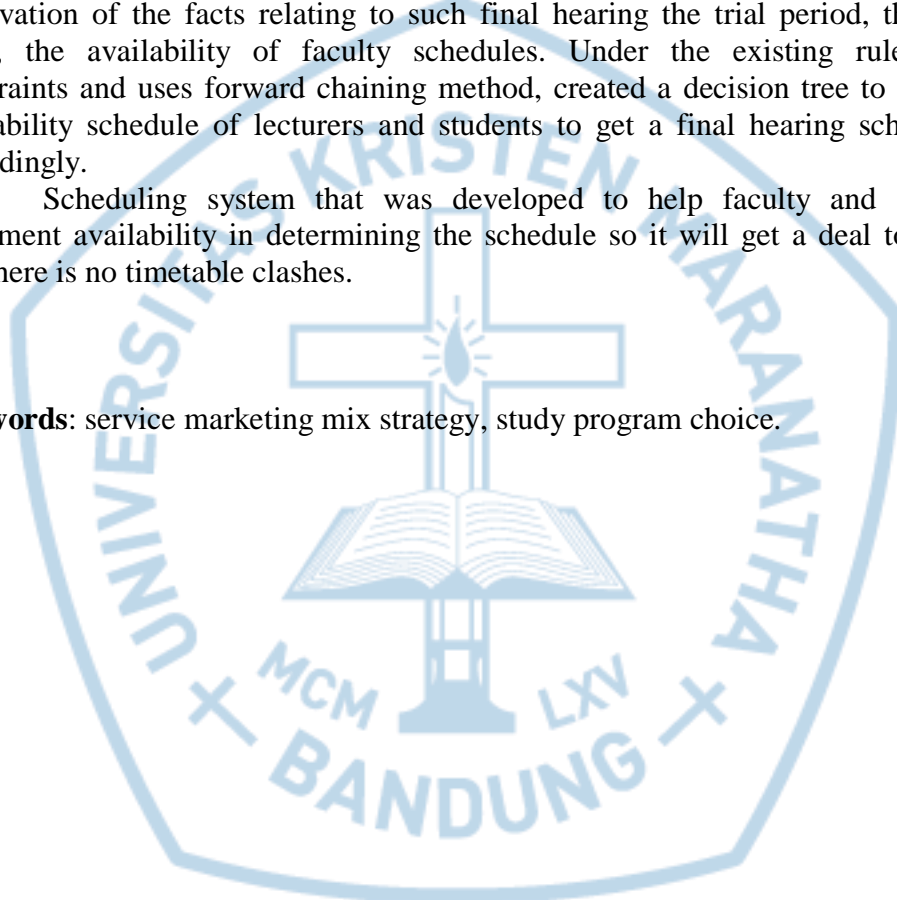 vation of the facts relating to such final hearing the trial period, th
, the availability of faculty schedules. Under the existing rule
raints and uses forward chaining method, created a decision tree to
ability schedule of lecturers and students to get a final hearing sch
dingly.
Scheduling system that was developed to help faculty and
ment availability in determining the schedule so it will get a deal to
here is no timetable clashes.
words: service marketing mix strategy, study program choice.
UNIVERSITAS KRISTEN MARANATHA
MCM LXV
BANDUNG